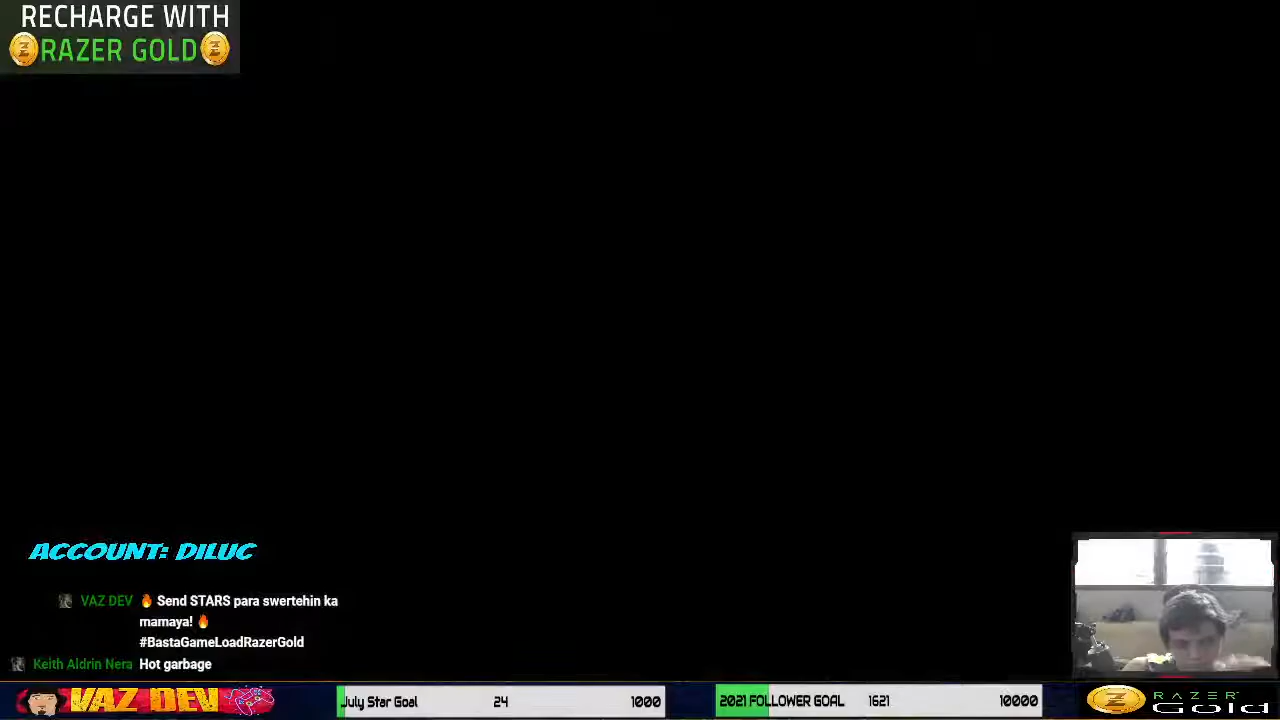 RECHARGE WITH
RAZER GOLD
ACCOUNT: DILUC
VAZ DEV 🔥 Send STARS para swertehin ka
mamaya! 🔥
#BastaGameLoadRazerGold
Keith Aldrin Nera Hot garbage
VAZ DEV
July Star Goal 24 1000
2021 FOLLOWER GOAL 1621 10000
RAZER
Gold